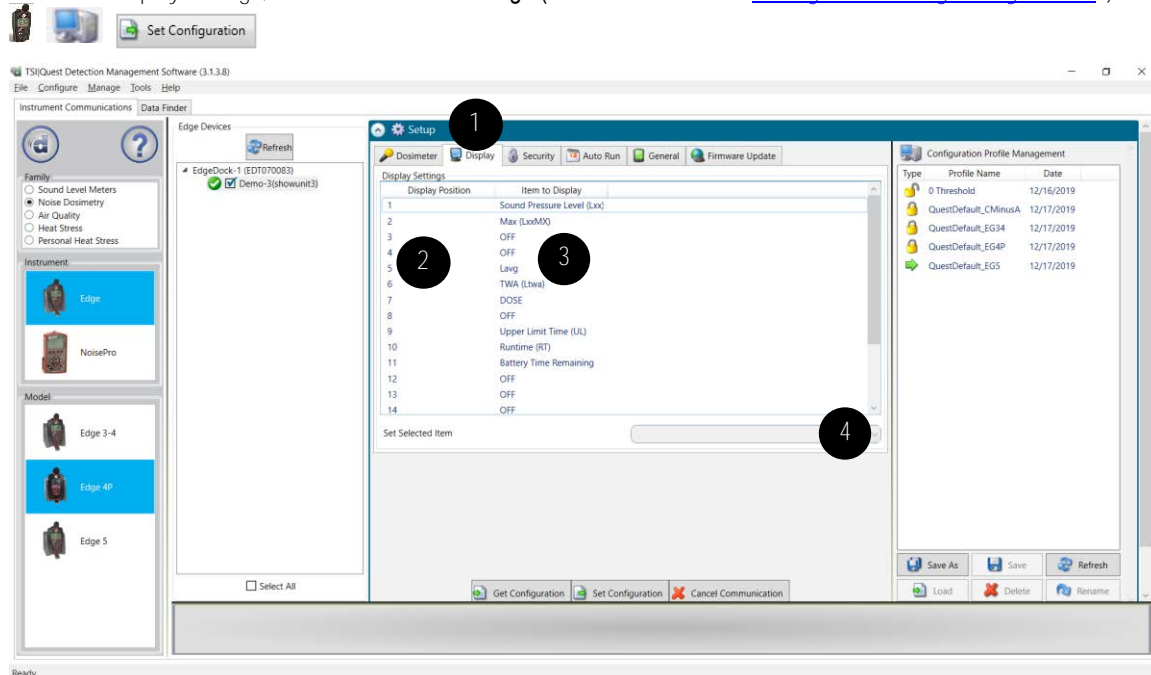 Set Configuration
TSI|Quest Detection Management Software (3.1.3.8)
File Configure Manage Tools Help
Instrument Communications Data Finder
Family
Sound Level Meters
Noise Dosimetry
Air Quality
Heat Stress
Personal Heat Stress
Instrument
Edge
NoisePro
Model
Edge 3-4
Edge 4P
Edge 5
Edge Devices
Refresh
EdgeDock-1 (EDT070083)
Demo-3(showunit3)
Select All
Setup
1
Dosimeter Display Security Auto Run General Firmware Update
Display Settings
Display Position Item to Display
1 Sound Pressure Level (Lxx)
2 Max (LxxMX)
3 OFF
4 OFF
5 Lavg
6 TWA (Ltwa)
7 DOSE
8 OFF
9 Upper Limit Time (UL)
10 Runtime (RT)
11 Battery Time Remaining
12 OFF
13 OFF
14 OFF
2
3
Set Selected Item
4
Get Configuration Set Configuration Cancel Communication
Configuration Profile Management
Type Profile Name Date
0 Threshold 12/16/2019
QuestDefault_CMinusA 12/17/2019
QuestDefault_EG34 12/17/2019
QuestDefault_EG4P 12/17/2019
QuestDefault_EG5 12/17/2019
Save As Save Refresh
Load Delete Rename
Ready